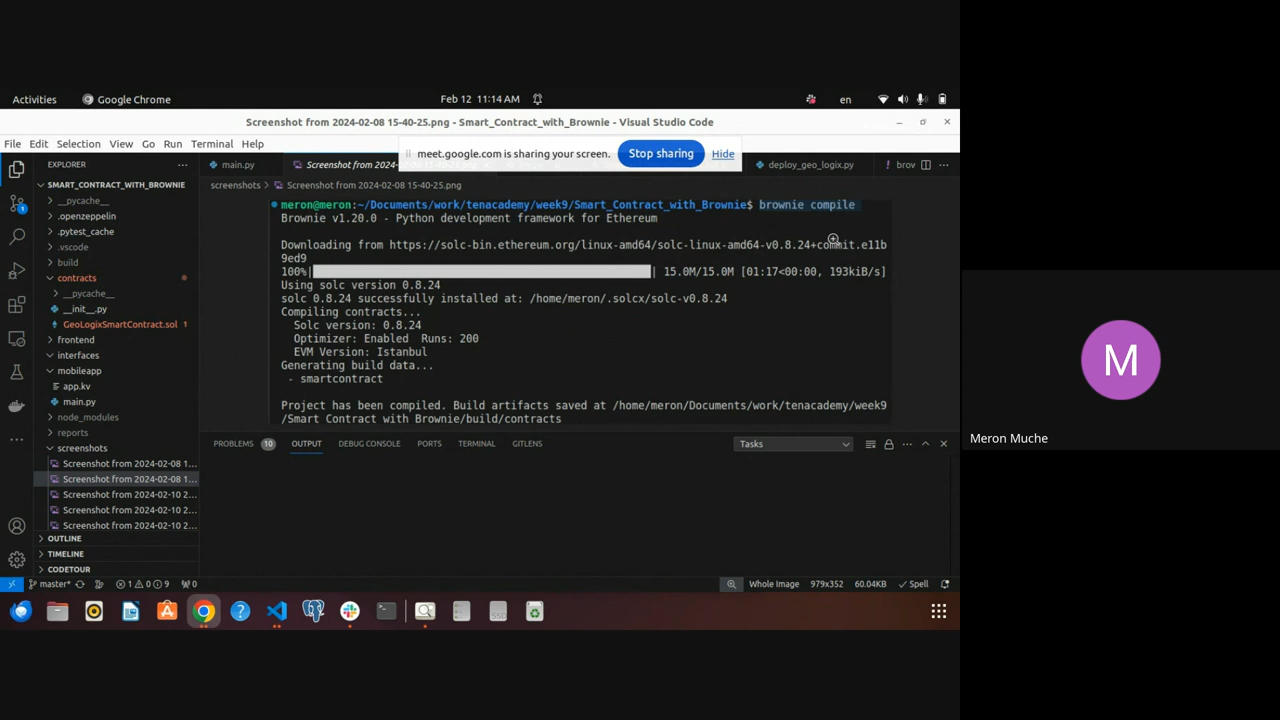 Activities
Google Chrome
Feb 12 11:14 AM
en
Screenshot from 2024-02-08 15-40-25.png - Smart_Contract_with_Brownie - Visual Studio Code
File Edit Selection View Go Run Terminal Help
meet.google.com is sharing your screen. Stop sharing Hide
EXPLORER
main.py
Screenshot from 2024-
deploy_geo_logix.py
brov
SMART_CONTRACT_WITH_BROWNIE
screenshots > Screenshot from 2024-02-08 15-40-25.png
__pycache__
.openzeppelin
.pytest_cache
.vscode
build
contracts
__pycache__
__init__.py
GeoLogixSmartContract.sol 1
frontend
interfaces
mobileapp
app.kv
main.py
node_modules
reports
screenshots
Screenshot from 2024-02-08 1...
Screenshot from 2024-02-08 1...
Screenshot from 2024-02-10 2...
Screenshot from 2024-02-10 2...
Screenshot from 2024-02-10 2...
OUTLINE
TIMELINE
CODETOUR
meron@meron:~/Documents/work/tenacademy/week9/Smart_Contract_with_Brownie$ brownie compile
Brownie v1.20.0 - Python development framework for Ethereum
Downloading from https://solc-bin.ethereum.org/linux-amd64/solc-linux-amd64-v0.8.24+commit.e11b
9ed9
100%| | 15.0M/15.0M [01:17<00:00, 193kiB/s]
Using solc version 0.8.24
solc 0.8.24 successfully installed at: /home/meron/.solcx/solc-v0.8.24
Compiling contracts...
Solc version: 0.8.24
Optimizer: Enabled Runs: 200
EVM Version: Istanbul
Generating build data...
- smartcontract
Project has been compiled. Build artifacts saved at /home/meron/Documents/work/tenacademy/week9
/Smart Contract with Brownie/build/contracts
PROBLEMS 10 OUTPUT DEBUG CONSOLE PORTS TERMINAL GITLENS
Tasks
1
master* 1 0 9 0
Whole Image 979x352 60.04KB Spell
SSD
M
Meron Muche